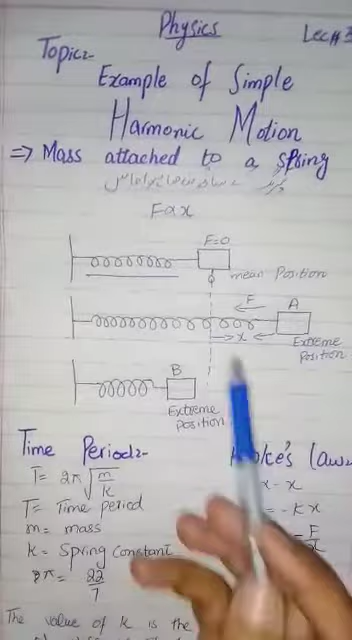 Physics
Lec#3
Topic:-
Example of Simple
Harmonic Motion
⇒ Mass attached to a spring
F∝x
F=0
O
mean Position
F
A
x
Extreme
Position
B
Extreme
Position
Time Period:-
T= 2π√m/k
T= Time period
m= mass
k= Spring constant
π= 22/7
The value of k is the
Hooke's Law:-
∝ -x
= -kx
F/x